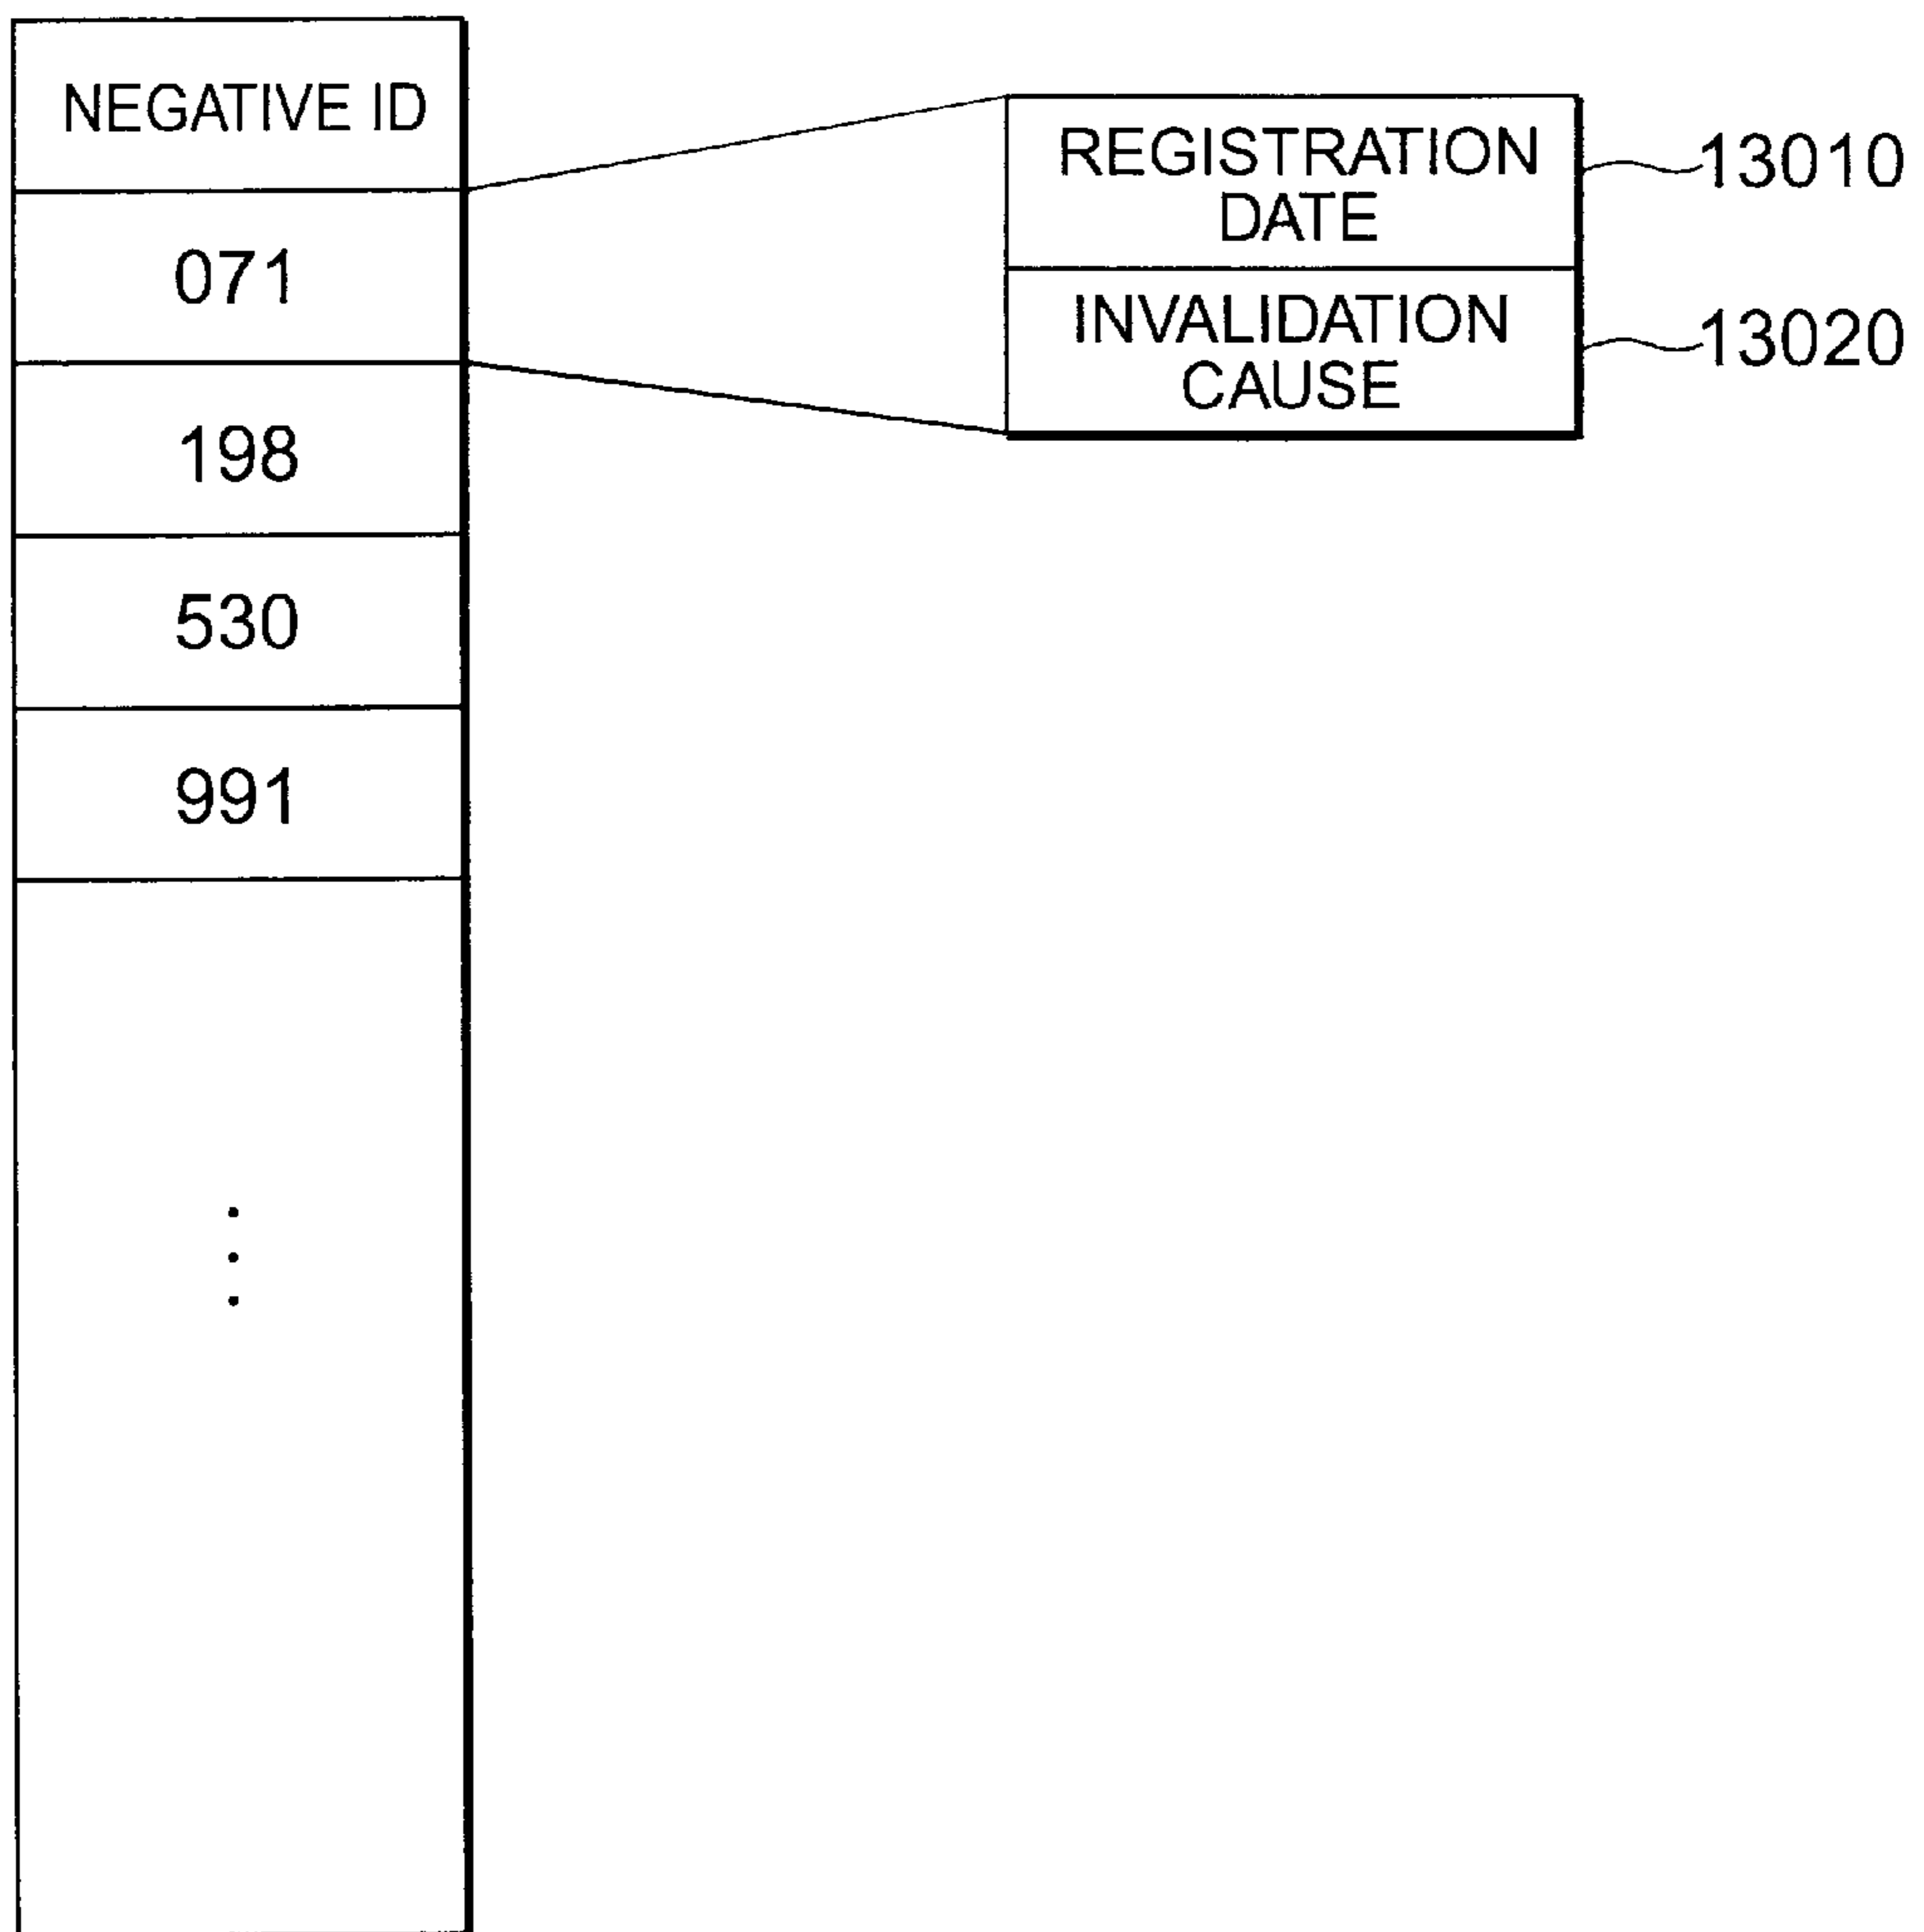 NEGATIVE ID
071
198
530
991
REGISTRATION
DATE
13010
INVALIDATION
CAUSE
13020